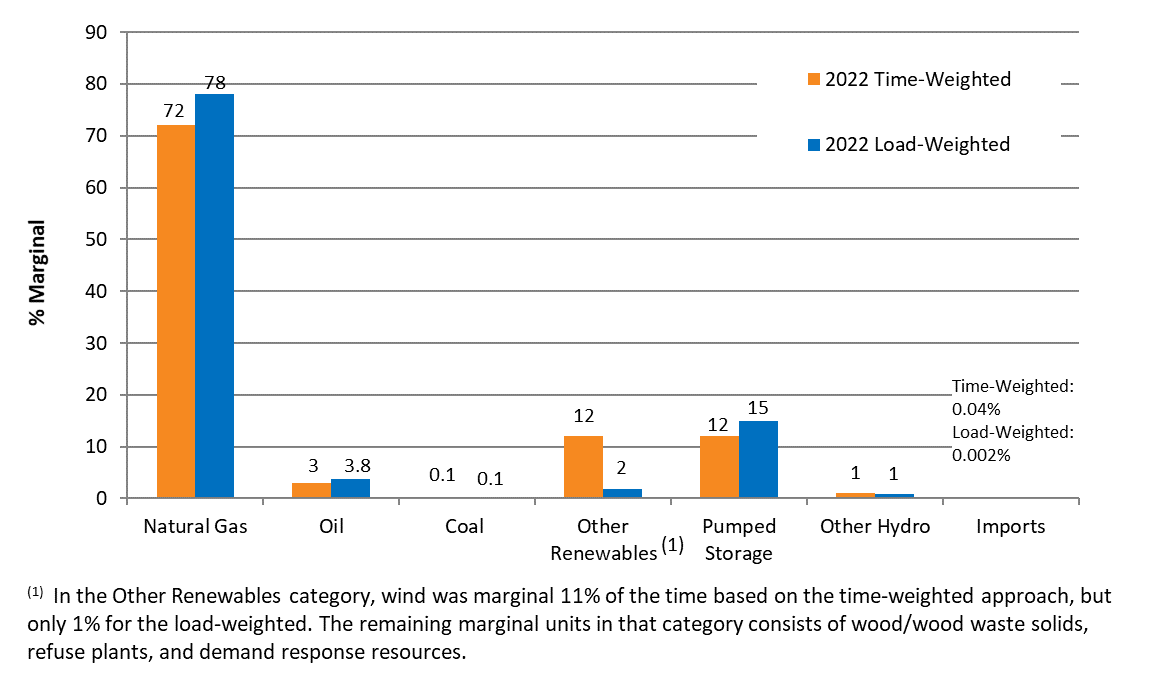 90
80
70
60
50
40
30
20
10
0
% Marginal
2022 Time-Weighted
2022 Load-Weighted
72
78
3
3.8
0.1
0.1
12
2
12
15
1
1
Time-Weighted:
0.04%
Load-Weighted:
0.002%
Natural Gas
Oil
Coal
Other
Renewables (1)
Pumped
Storage
Other Hydro
Imports
(1) In the Other Renewables category, wind was marginal 11% of the time based on the time-weighted approach, but
only 1% for the load-weighted. The remaining marginal units in that category consists of wood/wood waste solids,
refuse plants, and demand response resources.